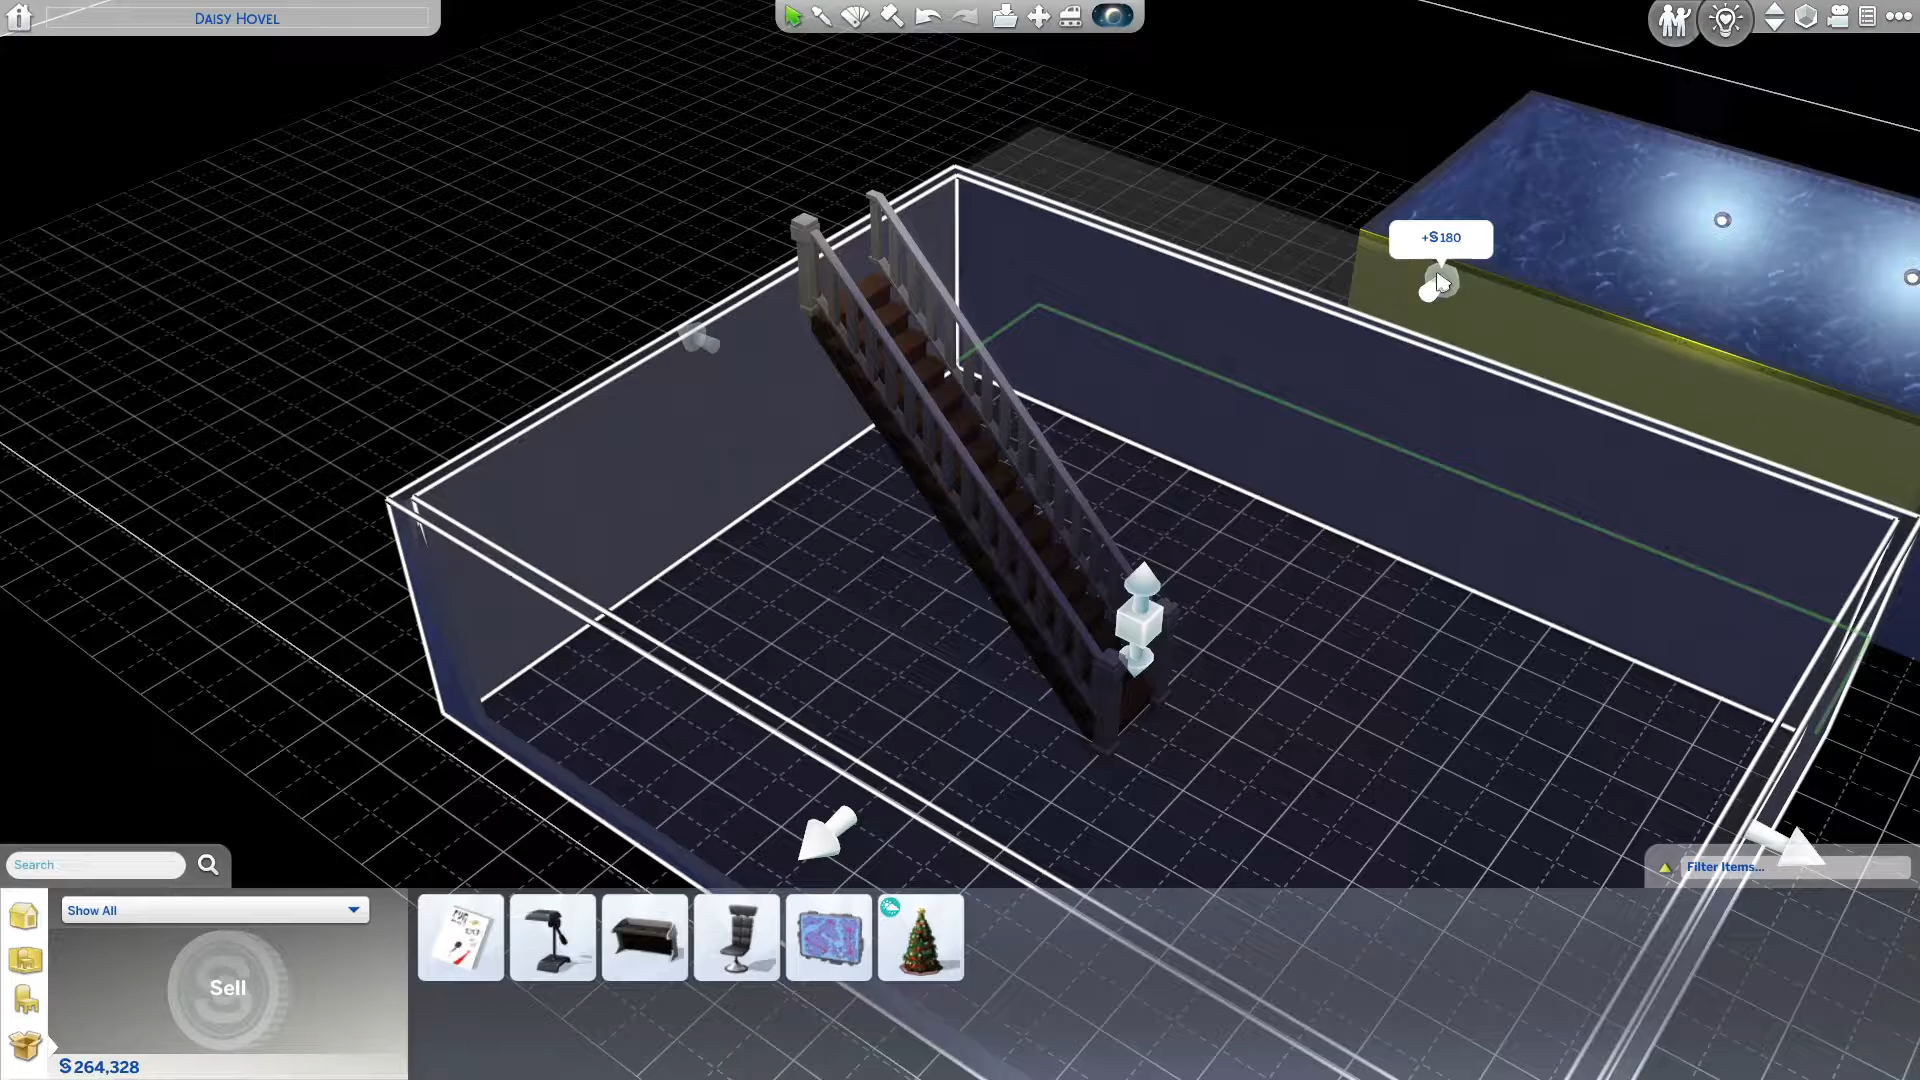 DAISY HOVEL
+§180
Search
Filter Items...
Show All
Sell
§264,328